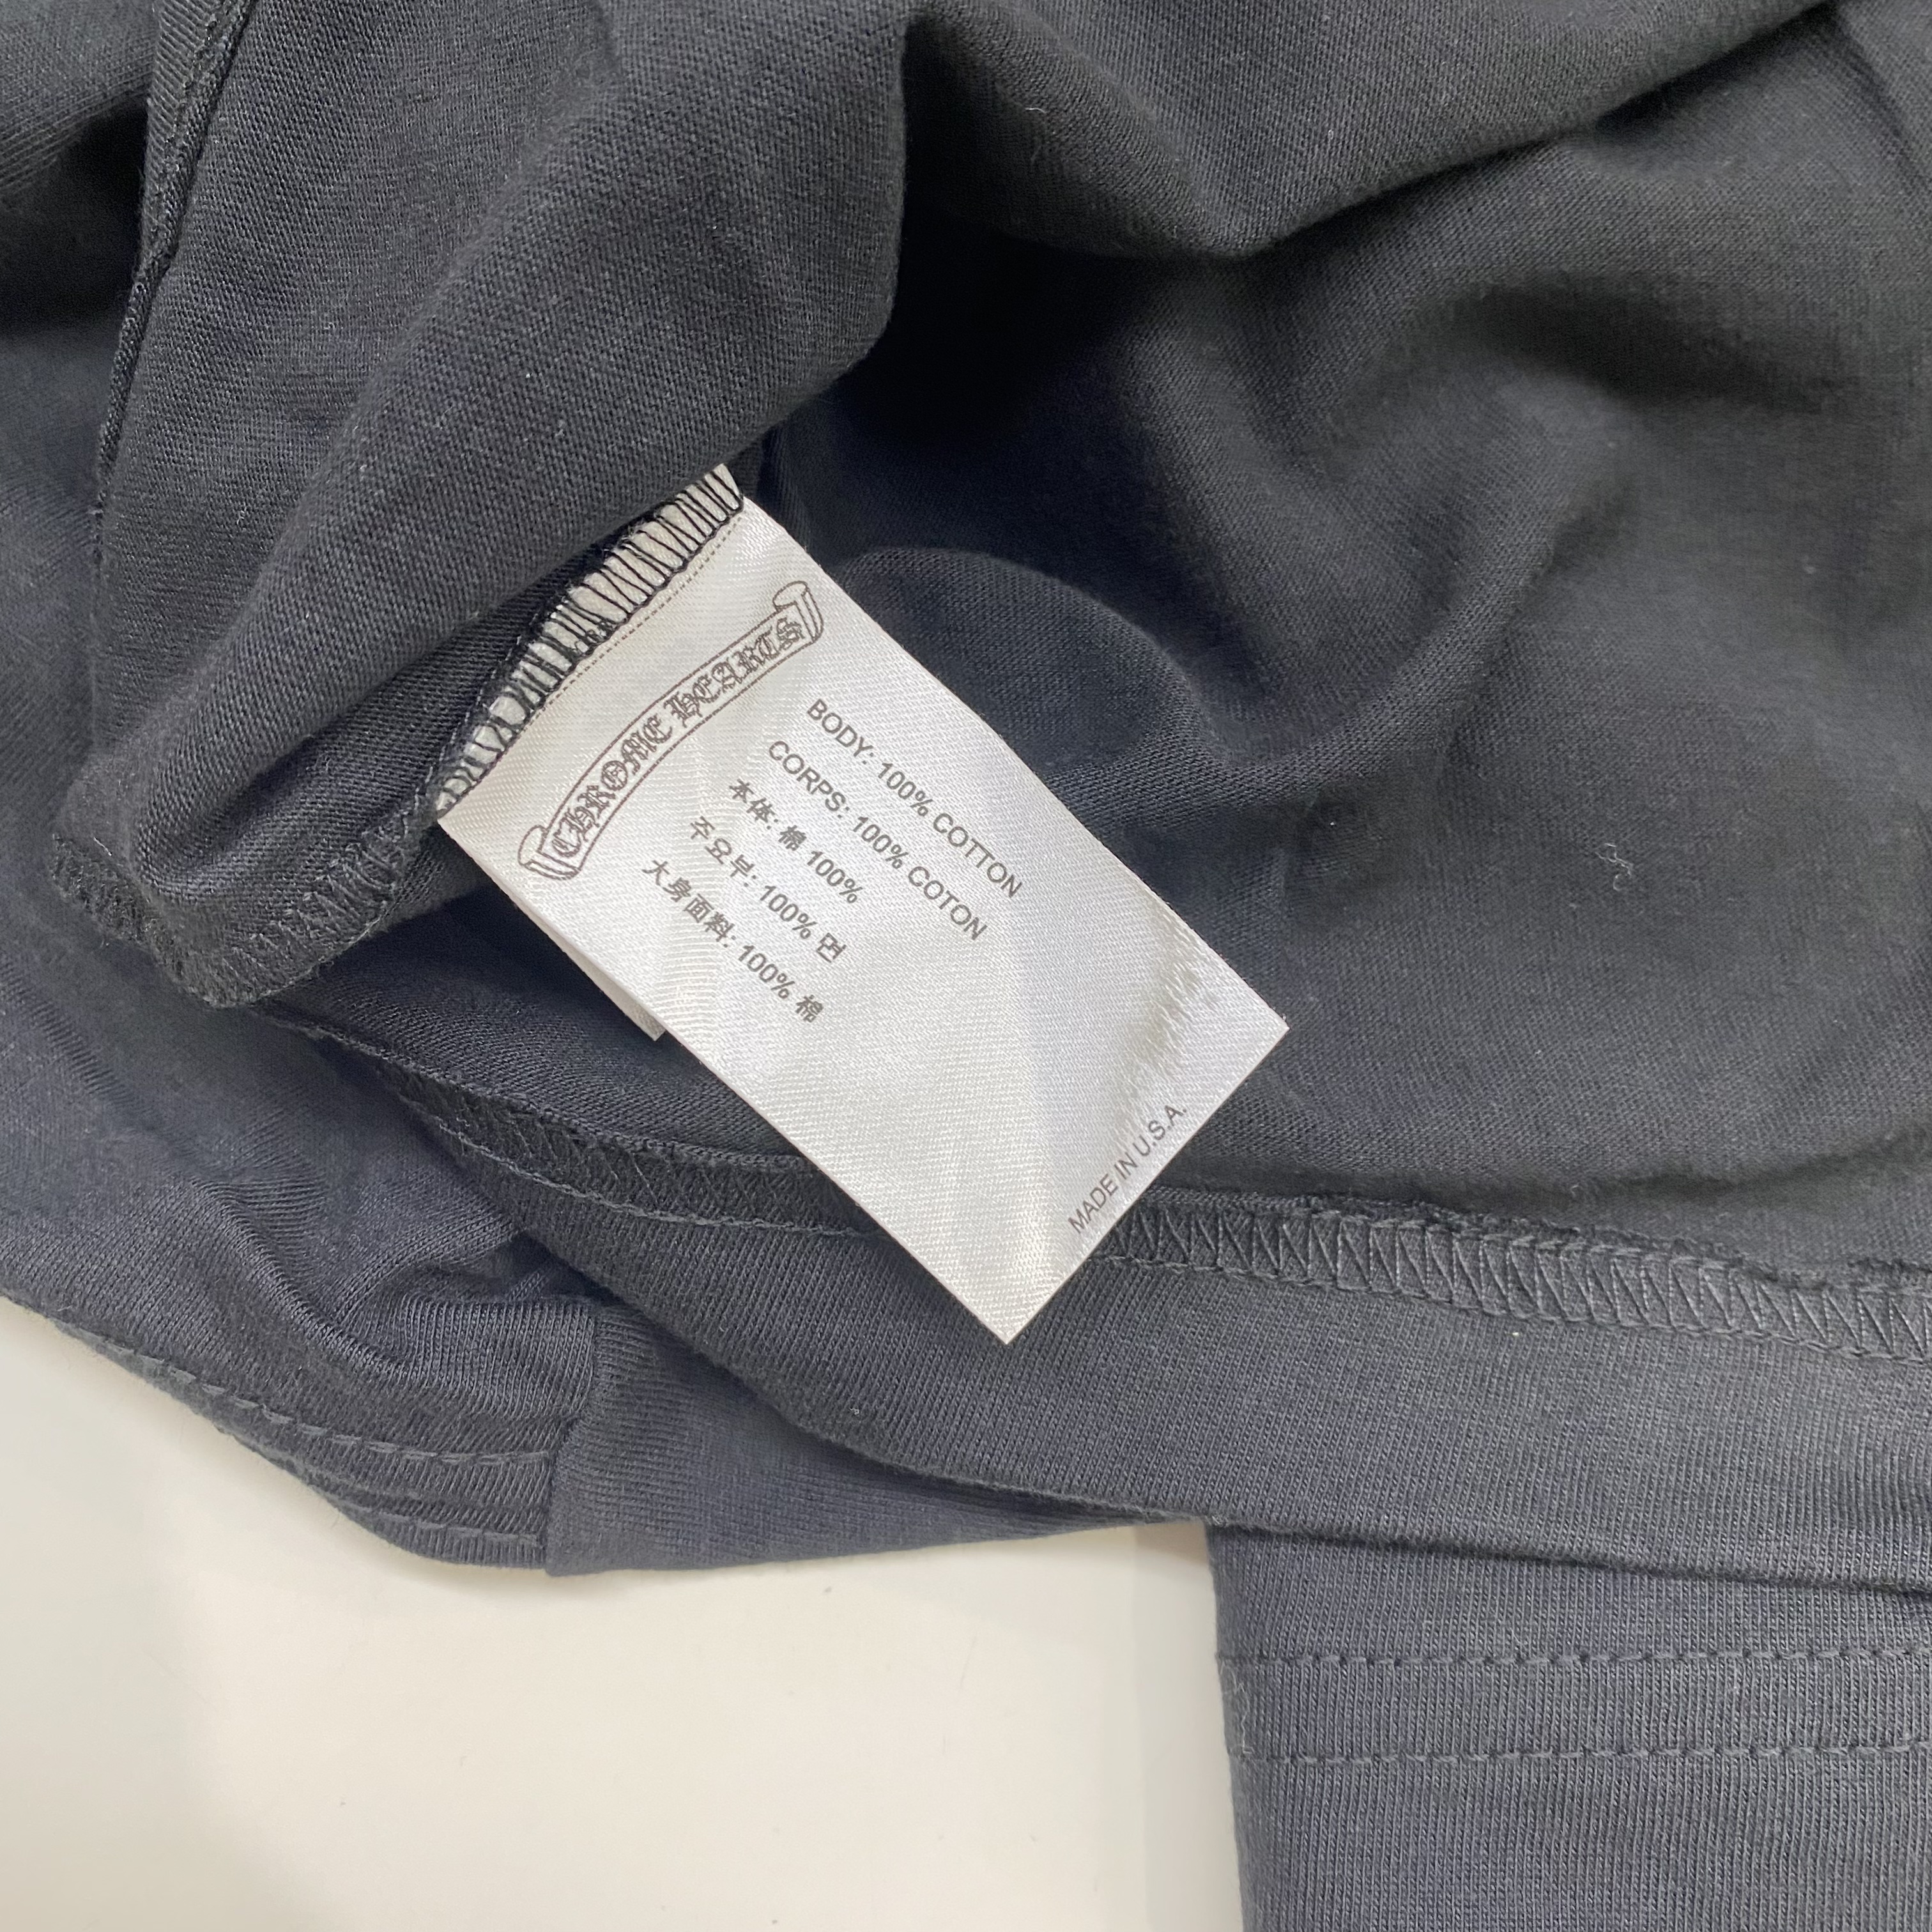 CHROME HEARTS
BODY: 100% COTTON
CORPS: 100% COTON
本体: 棉 100%
주요부: 100% 면
大身面料: 100% 棉
MADE IN U.S.A.